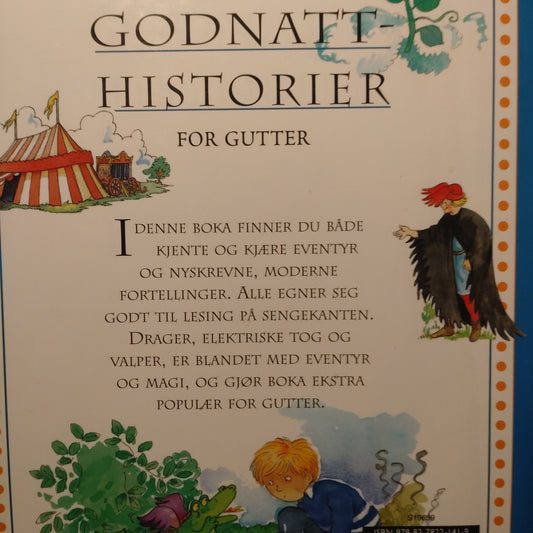 GODNATT-
HISTORIER
FOR GUTTER
I DENNE BOKA FINNER DU BÅDE
KJENTE OG KJÆRE EVENTYR
OG NYSKREVNE, MODERNE
FORTELLINGER. ALLE EGNER SEG
GODT TIL LESING PÅ SENGEKANTEN.
DRAGER, ELEKTRISKE TOG OG
VALPER, ER BLANDET MED EVENTYR
OG MAGI, OG GJØR BOKA EKSTRA
POPULÆR FOR GUTTER.